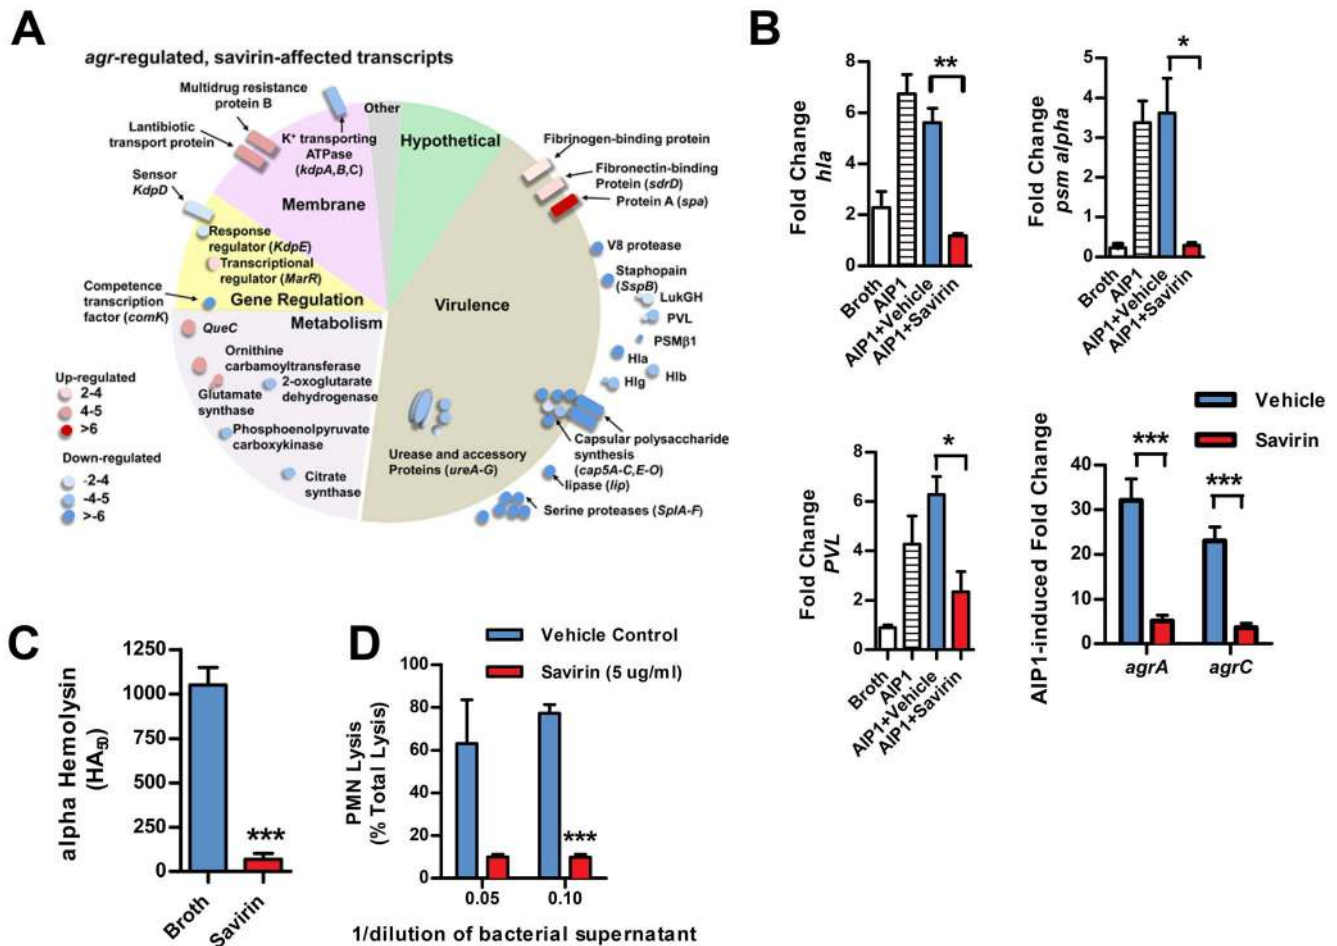 A
agr-regulated, savirin-affected transcripts
Multidrug resistance
protein B
Lantibiotic
transport protein
Sensor
KdpD
Other
K+ transporting
ATPase
(kdpA,B,C)
Membrane
Hypothetical
Fibrinogen-binding protein
Fibronectin-binding
Protein (sdrD)
Protein A (spa)
Response
regulator (KdpE)
Transcriptional
regulator (MarR)
Gene Regulation
Competence
transcription
factor (comK)
Virulence
V8 protease
Staphopain
(SspB)
LukGH
PVL
PSMβ1
Hla
Hlb
Hlg
Metabolism
QueC
Ornithine
carbamoyltransferase
2-oxoglutarate
dehydrogenase
Glutamate
synthase
Phosphoenolpyruvate
carboxykinase
Citrate
synthase
Urease and accessory
Proteins (ureA-G)
Capsular polysaccharide
synthesis
(cap5A-C,E-O)
lipase (lip)
Serine proteases (SplA-F)
Up-regulated
2-4
4-5
>6
Down-regulated
-2-4
-4-5
>-6
B
Fold Change
hla
8
6
4
2
0
**
Broth
AIP1
AIP1+Vehicle
AIP1+Savirin
Fold Change
psm alpha
5
4
3
2
1
0
*
Broth
AIP1
AIP1+Vehicle
AIP1+Savirin
Fold Change
PVL
8
6
4
2
0
*
Broth
AIP1
AIP1+Vehicle
AIP1+Savirin
Vehicle
Savirin
AIP1-induced Fold Change
40
30
20
10
5
0
***
***
agrA
agrC
C
alpha Hemolysin
(HA50)
1250
1000
750
500
250
0
***
Broth
Savirin
D
Vehicle Control
Savirin (5 ug/ml)
PMN Lysis
(% Total Lysis)
100
80
60
40
20
0
***
0.05
0.10
1/dilution of bacterial supernatant